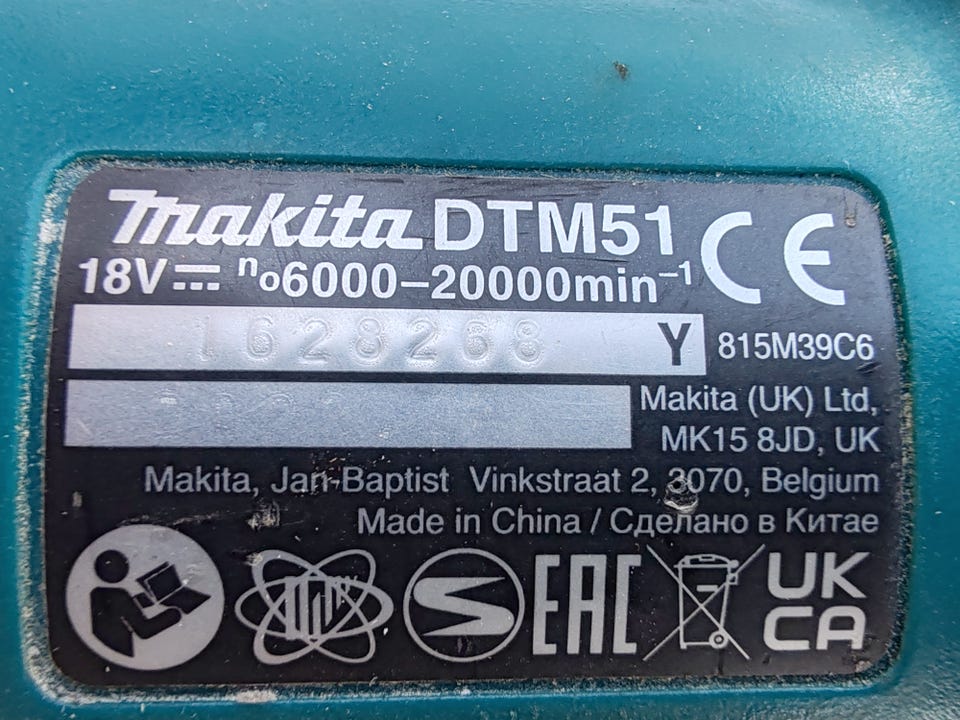 makita DTM51 CE
18V⎓ n₀6000–20000min⁻¹
1628268 Y 815M39C6
Makita (UK) Ltd,
MK15 8JD, UK
Makita, Jan-Baptist Vinkstraat 2, 3070, Belgium
Made in China / Сделано в Китае
EAC UK
CA